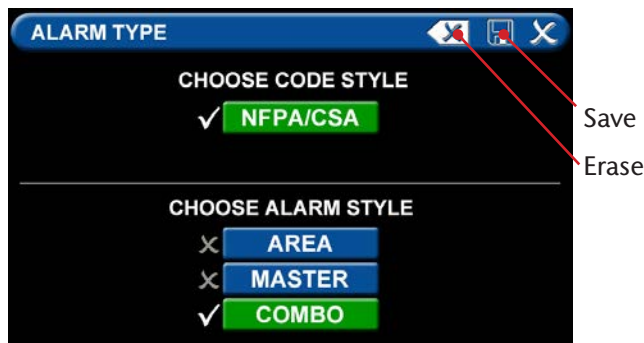 ALARM TYPE
CHOOSE CODE STYLE
NFPA/CSA
Save
Erase
CHOOSE ALARM STYLE
AREA
MASTER
COMBO